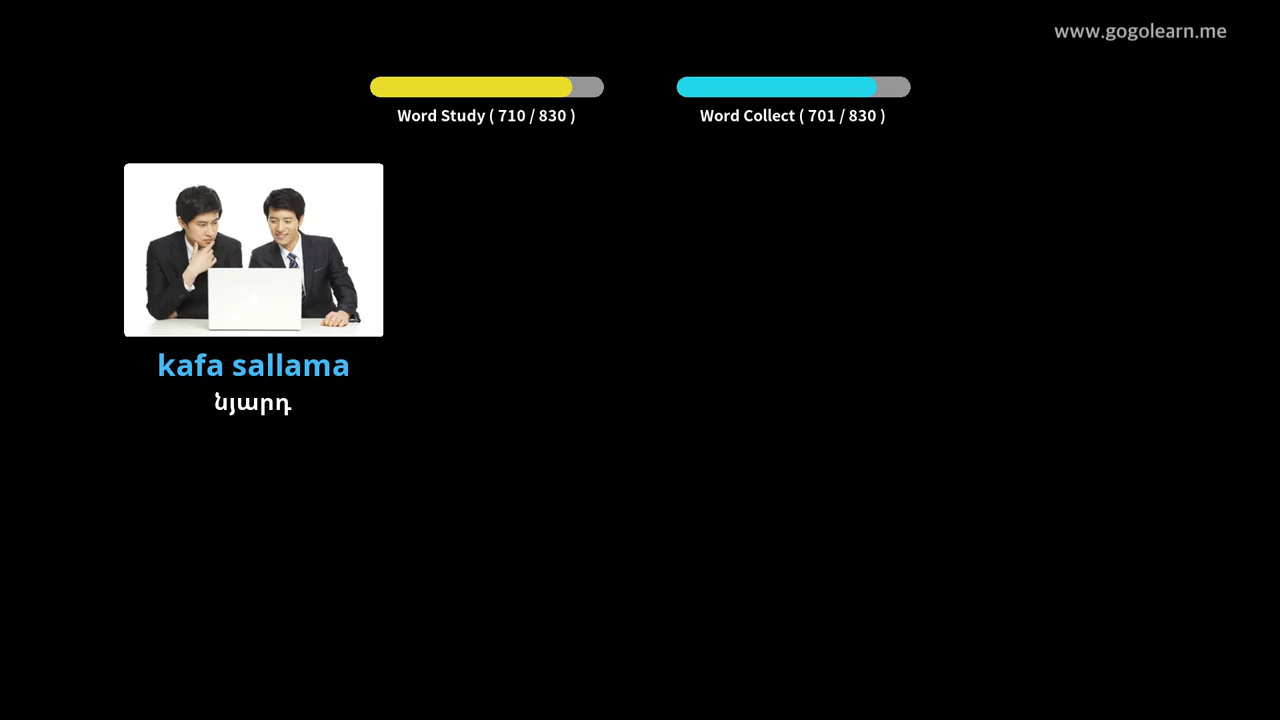 www.gogolearn.me
Word Study ( 710 / 830 )
Word Collect ( 701 / 830 )
kafa sallama
նյարդ